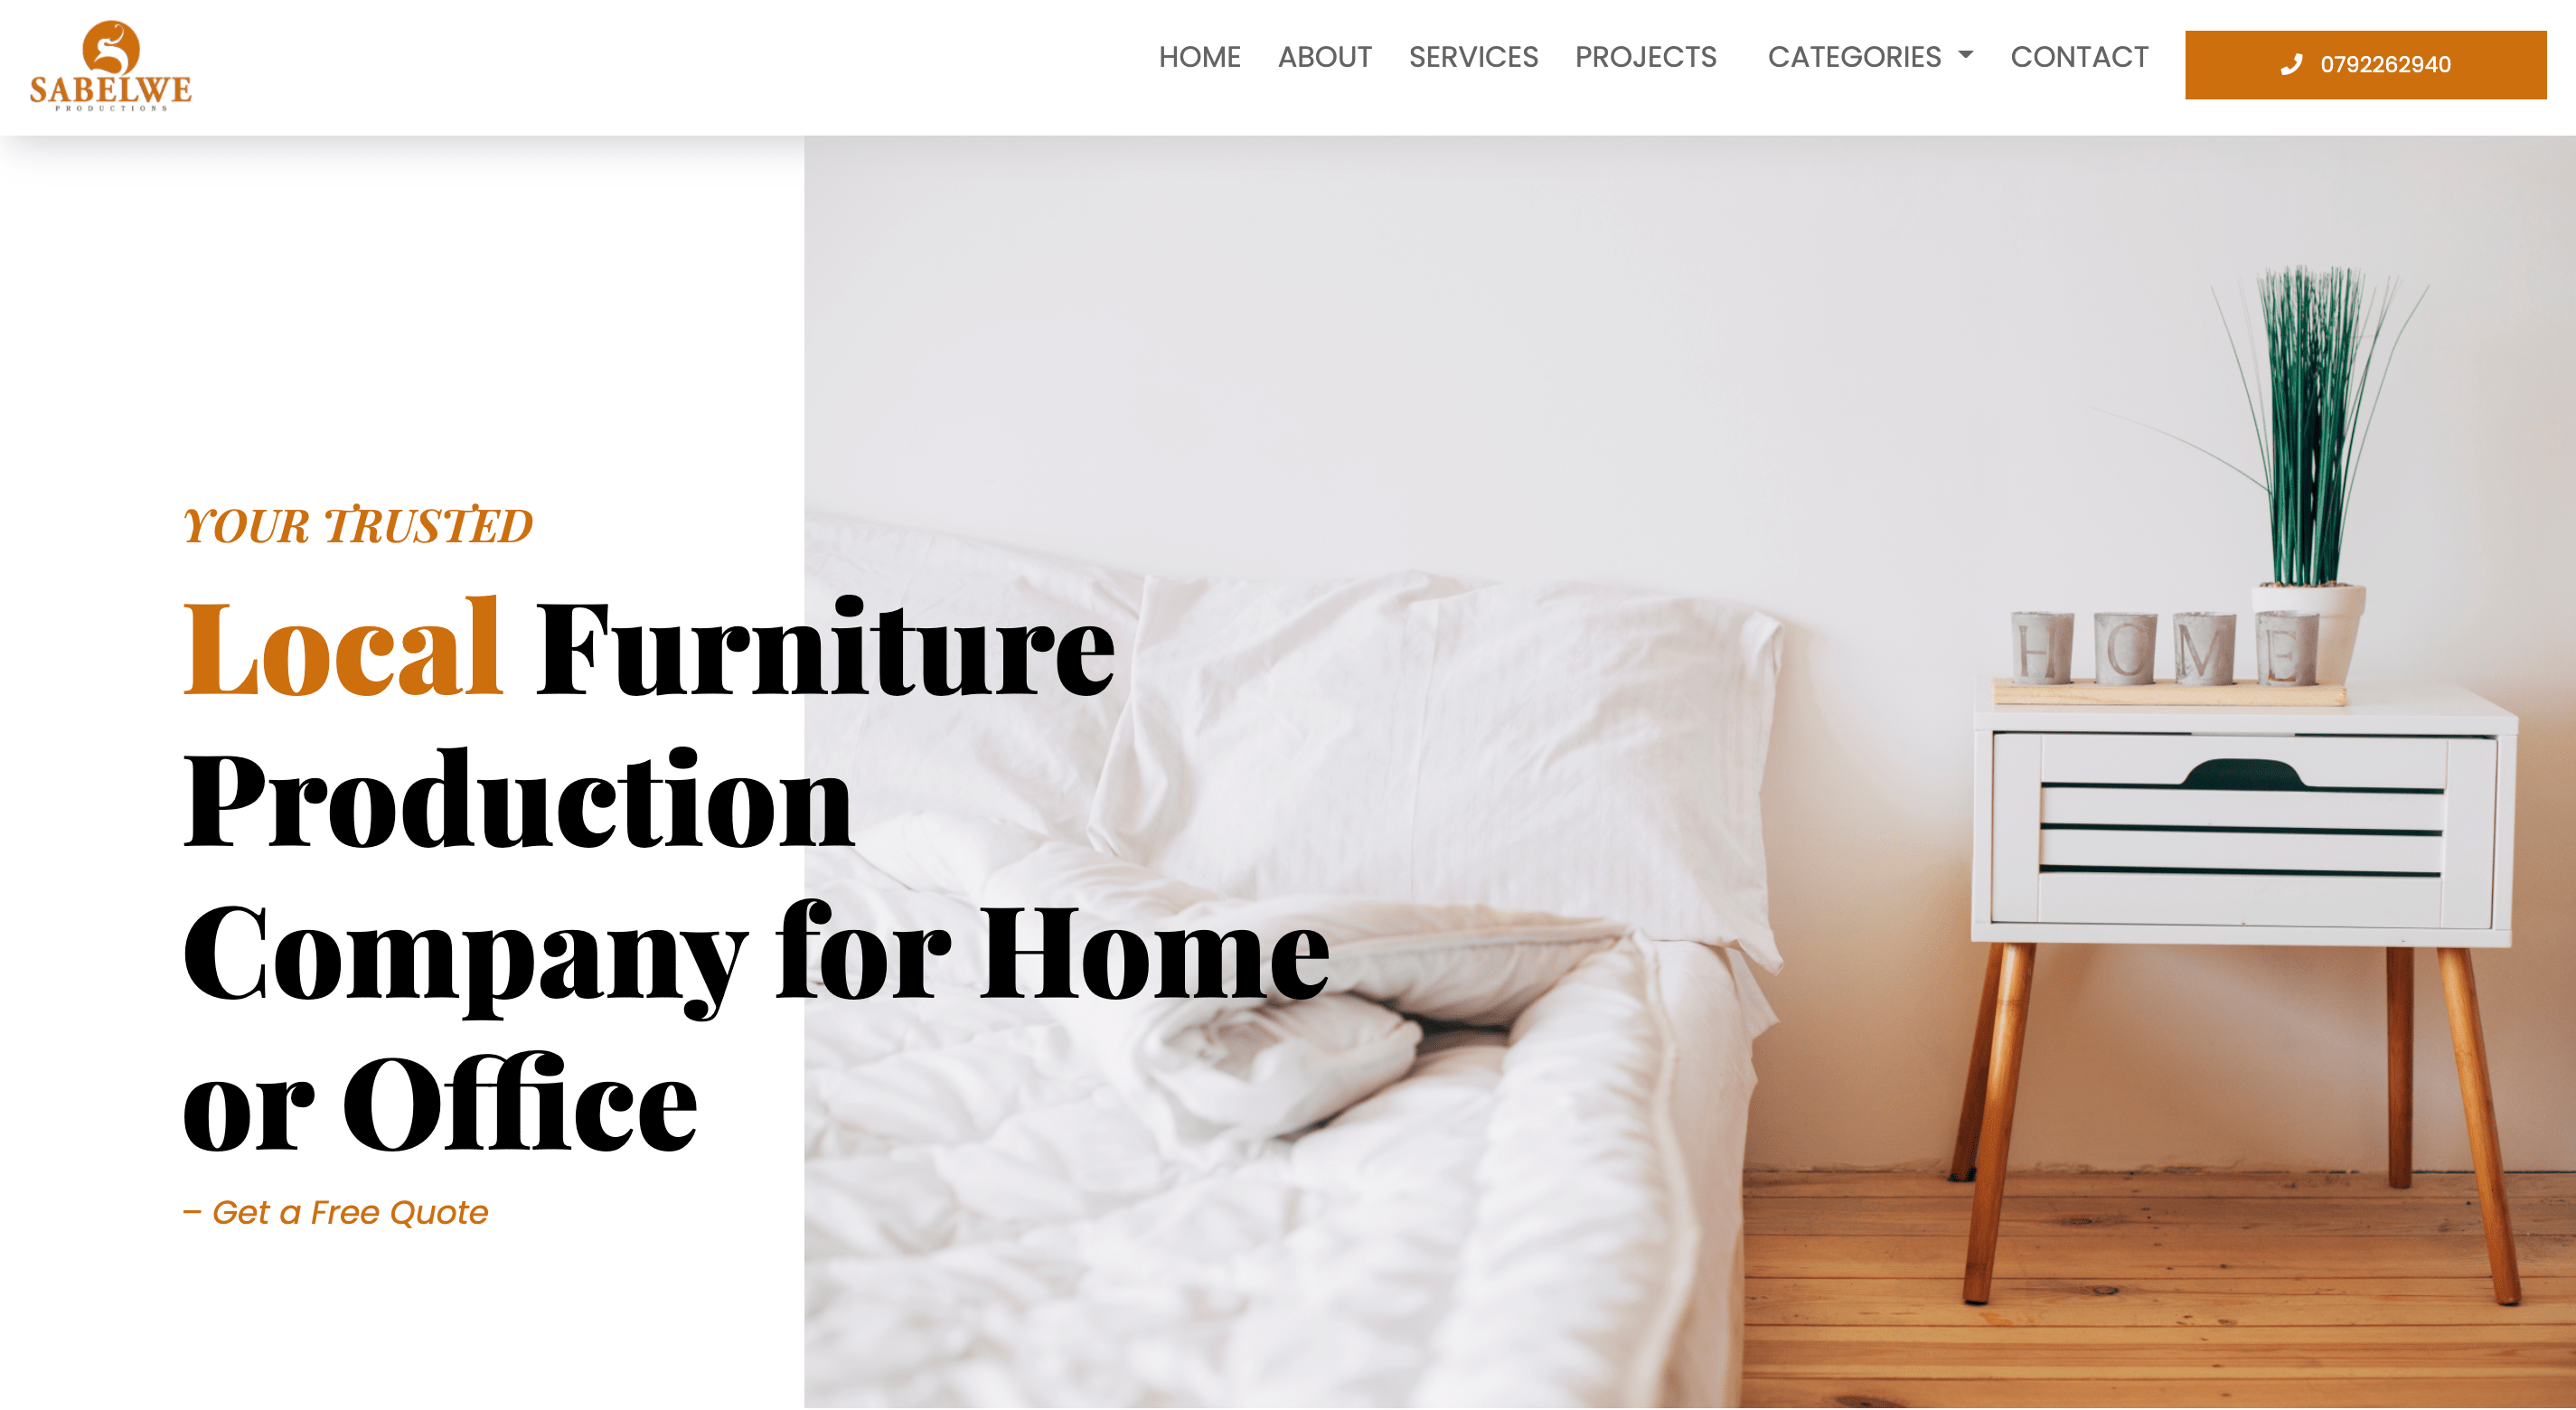 SABELWE
PRODUCTIONS
HOME ABOUT SERVICES PROJECTS CATEGORIES CONTACT 0792262940
YOUR TRUSTED
Local Furniture
Production
Company for Home
or Office
– Get a Free Quote
HOME